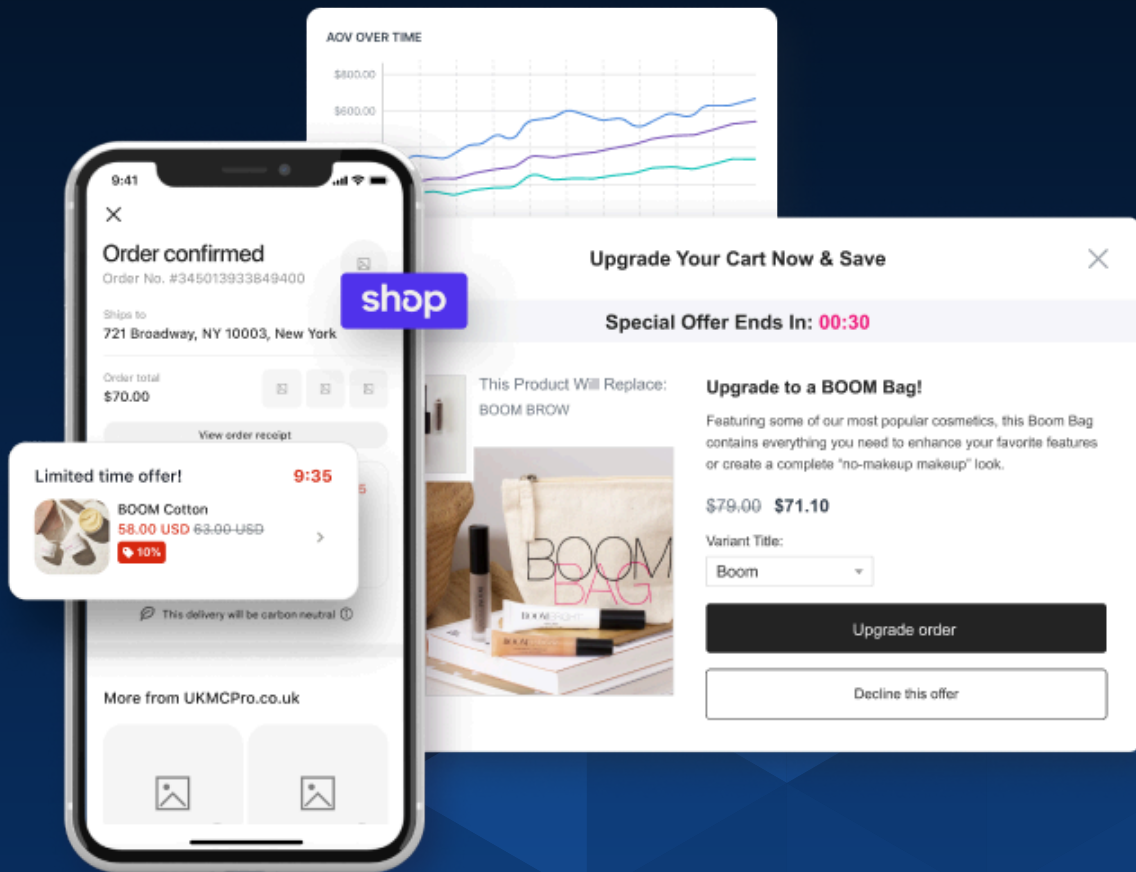 AOV OVER TIME
$800.00
$600.00
9:41
Order confirmed
Order No. #345013933849400
Ships to
721 Broadway, NY 10003, New York
Order total
$70.00
View order receipt
shop
Limited time offer!
9:35
BOOM Cotton
58.00 USD 63.00 USD
10%
This delivery will be carbon neutral
More from UKMCPro.co.uk
Upgrade Your Cart Now & Save
Special Offer Ends In: 00:30
This Product Will Replace:
BOOM BROW
BOOM
BAG
Upgrade to a BOOM Bag!
Featuring some of our most popular cosmetics, this Boom Bag
contains everything you need to enhance your favorite features
or create a complete “no-makeup makeup” look.
$79.00 $71.10
Variant Title:
Boom
Upgrade order
Decline this offer